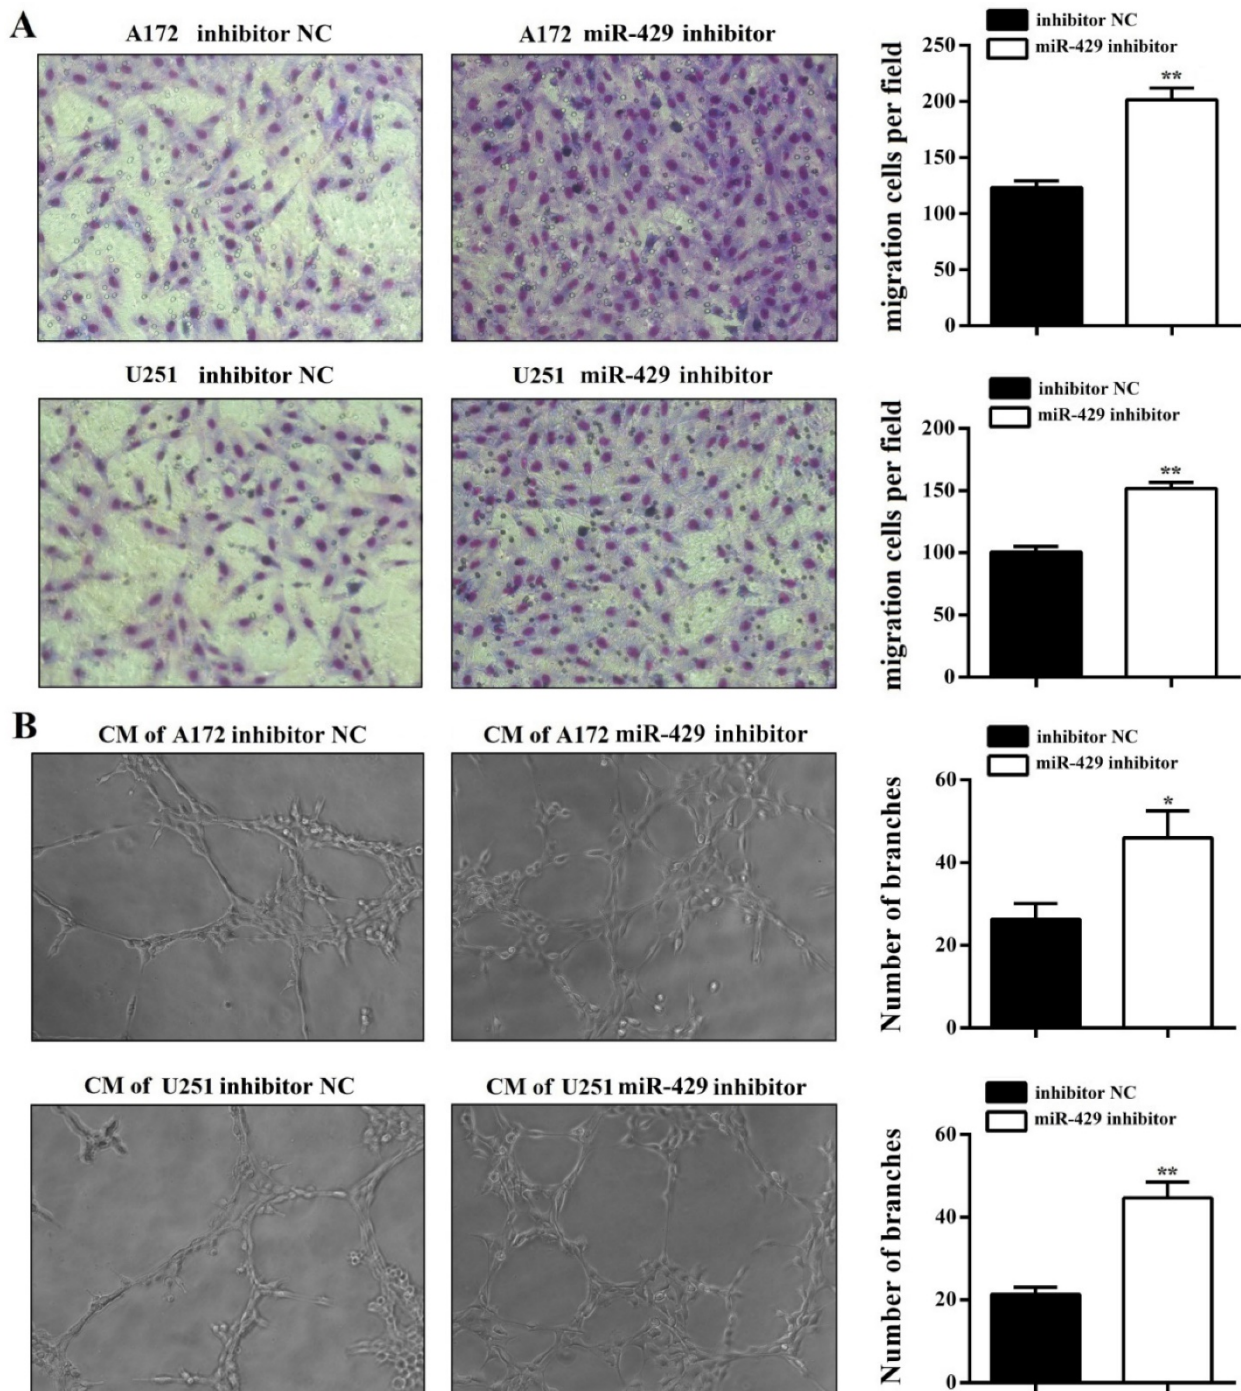 A
A172 inhibitor NC
A172 miR-429 inhibitor
inhibitor NC
miR-429 inhibitor
migration cells per field
250
200
150
100
50
0
**
U251 inhibitor NC
U251 miR-429 inhibitor
inhibitor NC
miR-429 inhibitor
migration cells per field
200
150
100
50
0
**
B
CM of A172 inhibitor NC
CM of A172 miR-429 inhibitor
inhibitor NC
miR-429 inhibitor
Number of branches
60
40
20
0
*
CM of U251 inhibitor NC
CM of U251 miR-429 inhibitor
inhibitor NC
miR-429 inhibitor
Number of branches
60
40
20
0
**